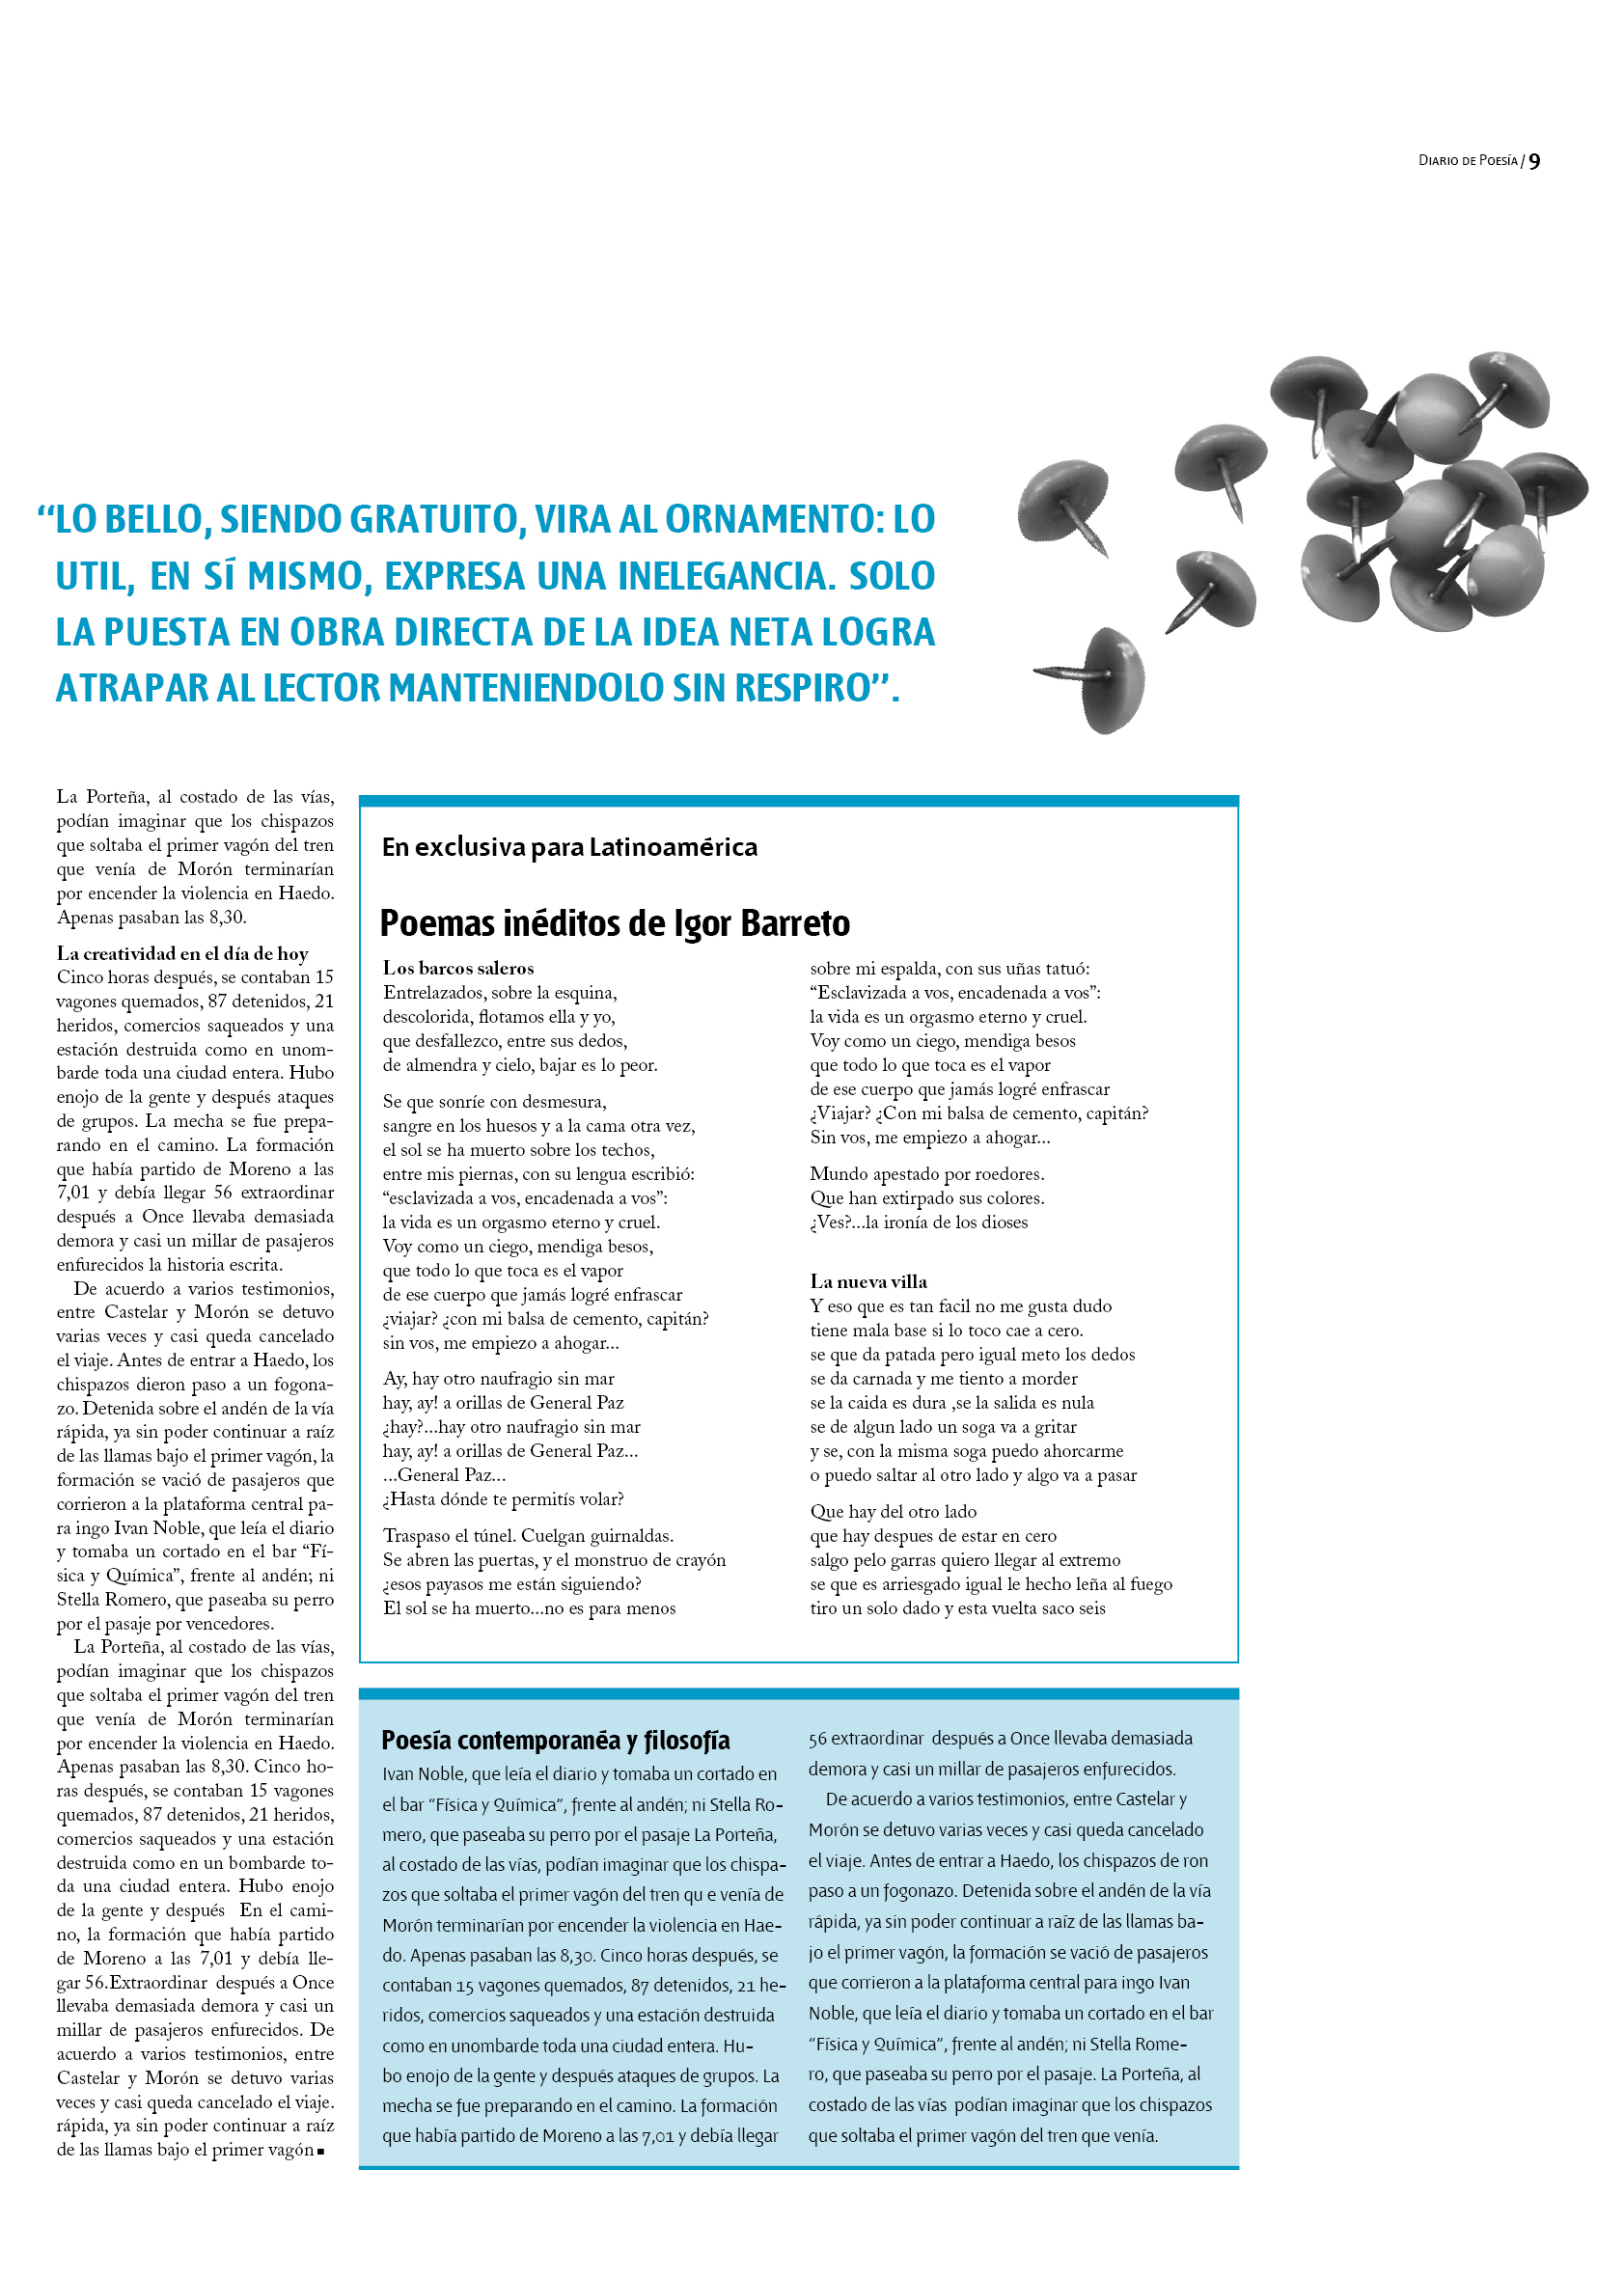 Diario de Poesía / 9
“LO BELLO, SIENDO GRATUITO, VIRA AL ORNAMENTO: LO
UTIL, EN SÍ MISMO, EXPRESA UNA INELEGANCIA. SOLO
LA PUESTA EN OBRA DIRECTA DE LA IDEA NETA LOGRA
ATRAPAR AL LECTOR MANTENIENDOLO SIN RESPIRO”.
La Porteña, al costado de las vías,
podían imaginar que los chispazos
que soltaba el primer vagón del tren
que venía de Morón terminarían
por encender la violencia en Haedo.
Apenas pasaban las 8,30.
La creatividad en el día de hoy
Cinco horas después, se contaban 15
vagones quemados, 87 detenidos, 21
heridos, comercios saqueados y una
estación destruida como en unom-
barde toda una ciudad entera. Hubo
enojo de la gente y después ataques
de grupos. La mecha se fue prepa-
rando en el camino. La formación
que había partido de Moreno a las
7,01 y debía llegar 56 extraordinar
después a Once llevaba demasiada
demora y casi un millar de pasajeros
enfurecidos la historia escrita.
De acuerdo a varios testimonios,
entre Castelar y Morón se detuvo
varias veces y casi queda cancelado
el viaje. Antes de entrar a Haedo, los
chispazos dieron paso a un fogona-
zo. Detenida sobre el andén de la vía
rápida, ya sin poder continuar a raíz
de las llamas bajo el primer vagón, la
formación se vació de pasajeros que
corrieron a la plataforma central pa-
ra ingo Ivan Noble, que leía el diario
y tomaba un cortado en el bar “Fí-
sica y Química”, frente al andén; ni
Stella Romero, que paseaba su perro
por el pasaje por vencedores.
La Porteña, al costado de las vías,
podían imaginar que los chispazos
que soltaba el primer vagón del tren
que venía de Morón terminarían
por encender la violencia en Haedo.
Apenas pasaban las 8,30. Cinco ho-
ras después, se contaban 15 vagones
quemados, 87 detenidos, 21 heridos,
comercios saqueados y una estación
destruida como en un bombarde to-
da una ciudad entera. Hubo enojo
de la gente y después En el cami-
no, la formación que había partido
de Moreno a las 7,01 y debía lle-
gar 56.Extraordinar después a Once
llevaba demasiada demora y casi un
millar de pasajeros enfurecidos. De
acuerdo a varios testimonios, entre
Castelar y Morón se detuvo varias
veces y casi queda cancelado el viaje.
rápida, ya sin poder continuar a raíz
de las llamas bajo el primer vagón
En exclusiva para Latinoamérica
Poemas inéditos de Igor Barreto
Los barcos saleros
Entrelazados, sobre la esquina,
descolorida, flotamos ella y yo,
que desfallezco, entre sus dedos,
de almendra y cielo, bajar es lo peor.
Se que sonríe con desmesura,
sangre en los huesos y a la cama otra vez,
el sol se ha muerto sobre los techos,
entre mis piernas, con su lengua escribió:
“esclavizada a vos, encadenada a vos”:
la vida es un orgasmo eterno y cruel.
Voy como un ciego, mendiga besos,
que todo lo que toca es el vapor
de ese cuerpo que jamás logré enfrascar
¿viajar? ¿con mi balsa de cemento, capitán?
sin vos, me empiezo a ahogar...
Ay, hay otro naufragio sin mar
hay, ay! a orillas de General Paz
¿hay?...hay otro naufragio sin mar
hay, ay! a orillas de General Paz...
...General Paz...
¿Hasta dónde te permitís volar?
Traspaso el túnel. Cuelgan guirnaldas.
Se abren las puertas, y el monstruo de crayón
¿esos payasos me están siguiendo?
El sol se ha muerto...no es para menos
sobre mi espalda, con sus uñas tatuó:
“Esclavizada a vos, encadenada a vos”:
la vida es un orgasmo eterno y cruel.
Voy como un ciego, mendiga besos
que todo lo que toca es el vapor
de ese cuerpo que jamás logré enfrascar
¿Viajar? ¿Con mi balsa de cemento, capitán?
Sin vos, me empiezo a ahogar...
Mundo apestado por roedores.
Que han extirpado sus colores.
¿Ves?...la ironía de los dioses
La nueva villa
Y eso que es tan facil no me gusta dudo
tiene mala base si lo toco cae a cero.
se que da patada pero igual meto los dedos
se da carnada y me tiento a morder
se la caida es dura ,se la salida es nula
se de algun lado un soga va a gritar
y se, con la misma soga puedo ahorcarme
o puedo saltar al otro lado y algo va a pasar
Que hay del otro lado
que hay despues de estar en cero
salgo pelo garras quiero llegar al extremo
se que es arriesgado igual le hecho leña al fuego
tiro un solo dado y esta vuelta saco seis
Poesía contemporanéa y filosofía
Ivan Noble, que leía el diario y tomaba un cortado en
el bar “Física y Química”, frente al andén; ni Stella Ro-
mero, que paseaba su perro por el pasaje La Porteña,
al costado de las vías, podían imaginar que los chispa-
zos que soltaba el primer vagón del tren qu e venía de
Morón terminarían por encender la violencia en Hae-
do. Apenas pasaban las 8,30. Cinco horas después, se
contaban 15 vagones quemados, 87 detenidos, 21 he-
ridos, comercios saqueados y una estación destruida
como en unombarde toda una ciudad entera. Hu-
bo enojo de la gente y después ataques de grupos. La
mecha se fue preparando en el camino. La formación
que había partido de Moreno a las 7,01 y debía llegar
56 extraordinar después a Once llevaba demasiada
demora y casi un millar de pasajeros enfurecidos.
De acuerdo a varios testimonios, entre Castelar y
Morón se detuvo varias veces y casi queda cancelado
el viaje. Antes de entrar a Haedo, los chispazos de ron
paso a un fogonazo. Detenida sobre el andén de la vía
rápida, ya sin poder continuar a raíz de las llamas ba-
jo el primer vagón, la formación se vació de pasajeros
que corrieron a la plataforma central para ingo Ivan
Noble, que leía el diario y tomaba un cortado en el bar
“Física y Química”, frente al andén; ni Stella Rome-
ro, que paseaba su perro por el pasaje. La Porteña, al
costado de las vías podían imaginar que los chispazos
que soltaba el primer vagón del tren que venía.